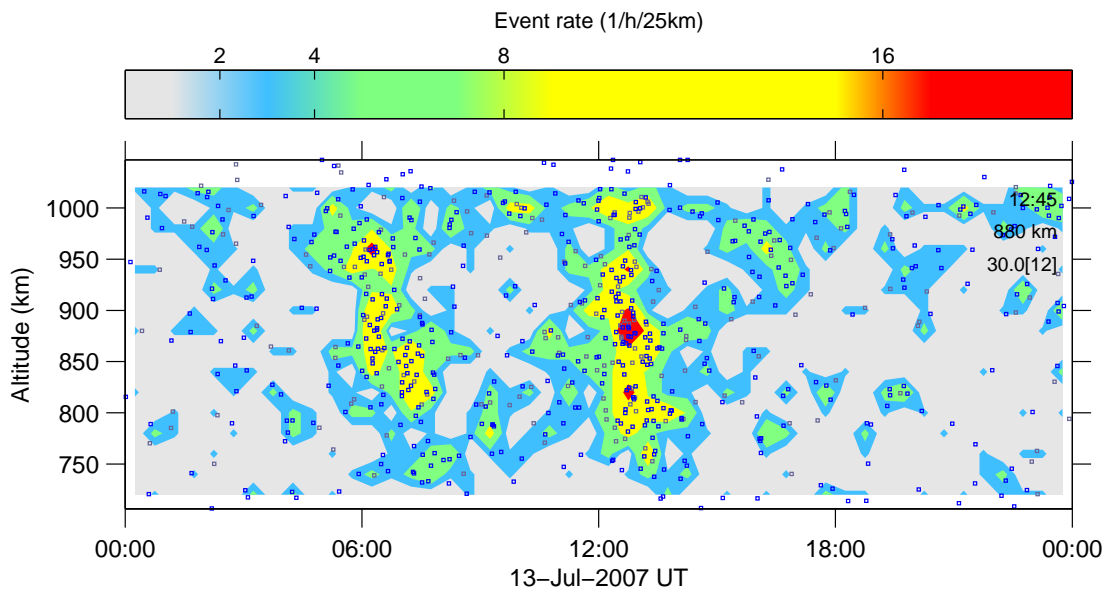 Event rate (1/h/25km)
2 4 8 16
12:45
880 km
30.0[12]
Altitude (km)
1000
950
900
850
800
750
00:00 06:00 12:00 18:00 00:00
13−Jul−2007 UT